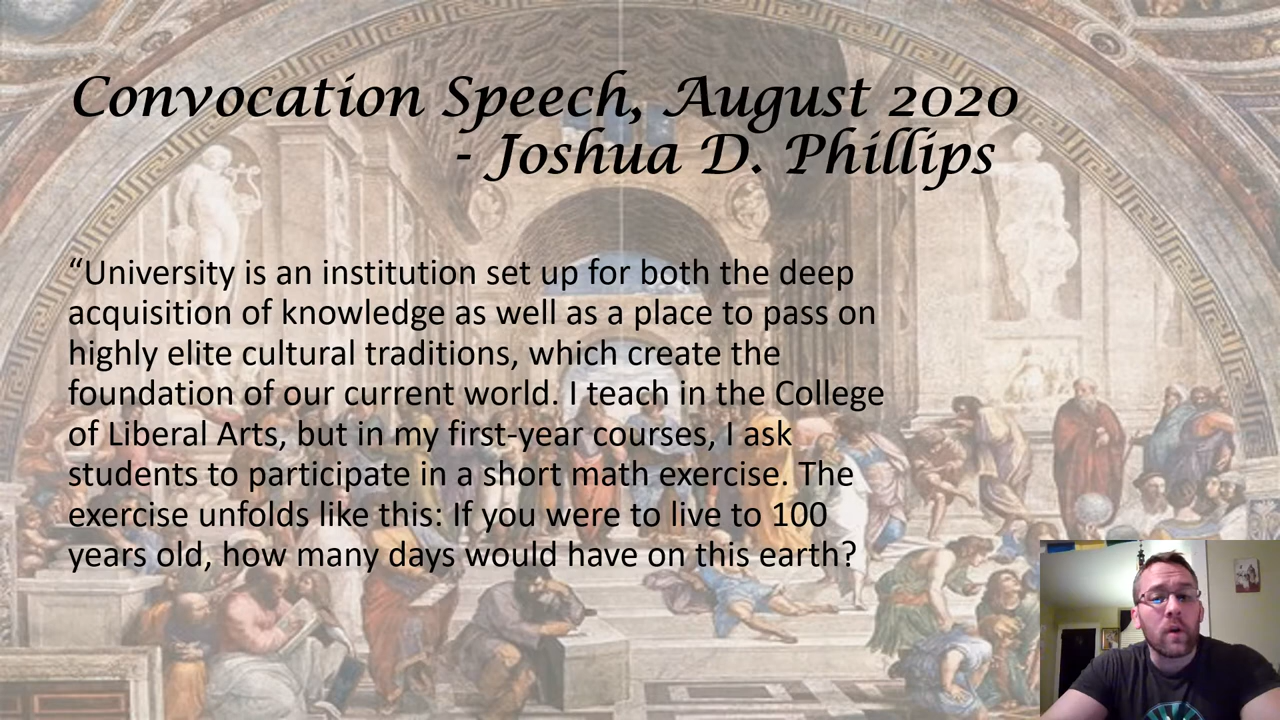 Convocation Speech, August 2020
- Joshua D. Phillips
“University is an institution set up for both the deep
acquisition of knowledge as well as a place to pass on
highly elite cultural traditions, which create the
foundation of our current world. I teach in the College
of Liberal Arts, but in my first-year courses, I ask
students to participate in a short math exercise. The
exercise unfolds like this: If you were to live to 100
years old, how many days would have on this earth?